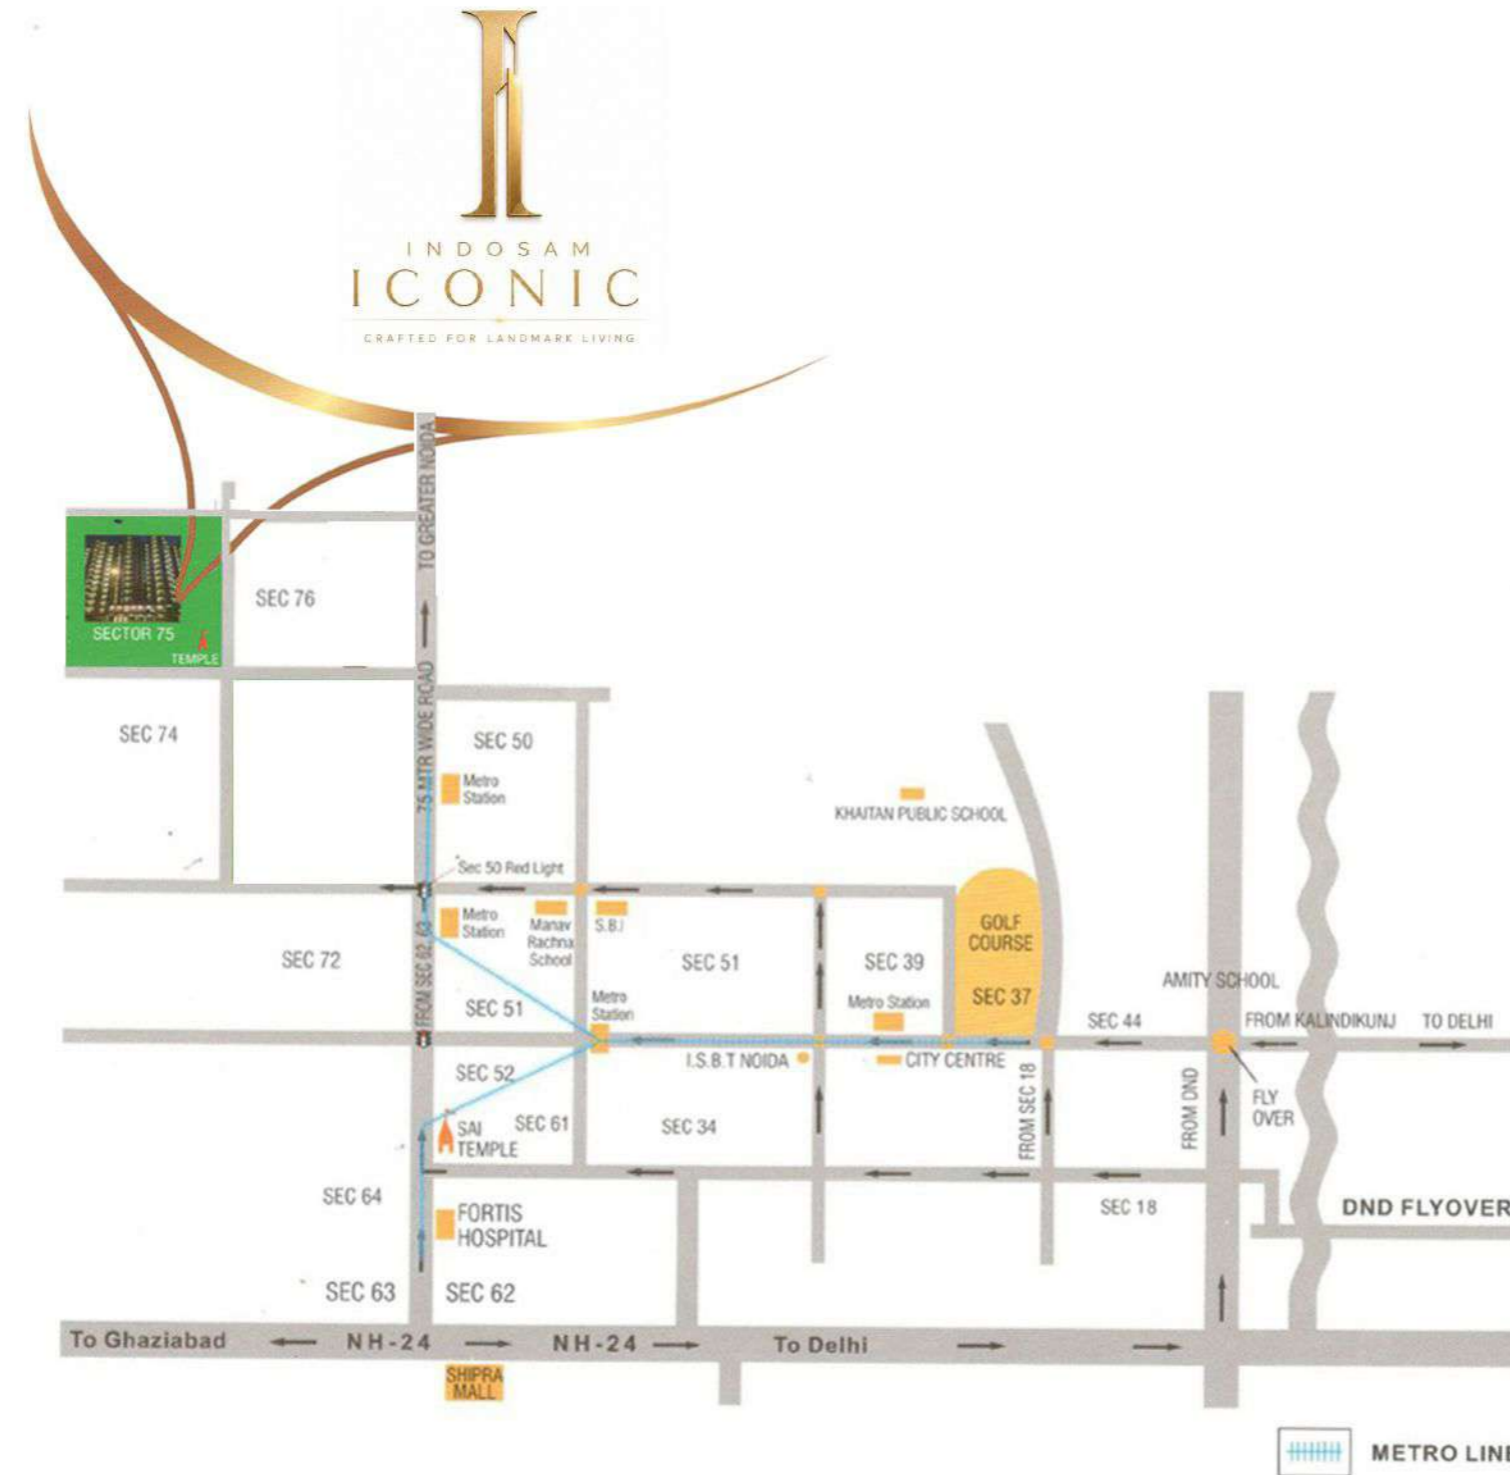 INDOSAM
ICONIC
CRAFTED FOR LANDMARK LIVING
TO GREATER NOIDA
SEC 76
SECTOR 75
TEMPLE
75 MTR WIDE ROAD
SEC 74
SEC 50
Metro
Station
KHAITAN PUBLIC SCHOOL
Sec 50 Red Light
Metro
Station
Manav
Rachna
School
S.B.I
GOLF
COURSE
FROM SEC 62, 63
SEC 72
SEC 51
SEC 39
AMITY SCHOOL
SEC 51
Metro
Station
Metro Station
SEC 37
SEC 44
FROM KALINDIKUNJ
TO DELHI
I.S.B.T NOIDA
CITY CENTRE
SEC 52
FROM SEC 18
FROM DND
FLY
OVER
SAI
TEMPLE
SEC 61
SEC 34
SEC 64
FORTIS
HOSPITAL
SEC 18
DND FLYOVER
SEC 63
SEC 62
To Ghaziabad
NH-24
NH-24
To Delhi
SHIPRA
MALL
METRO LINE